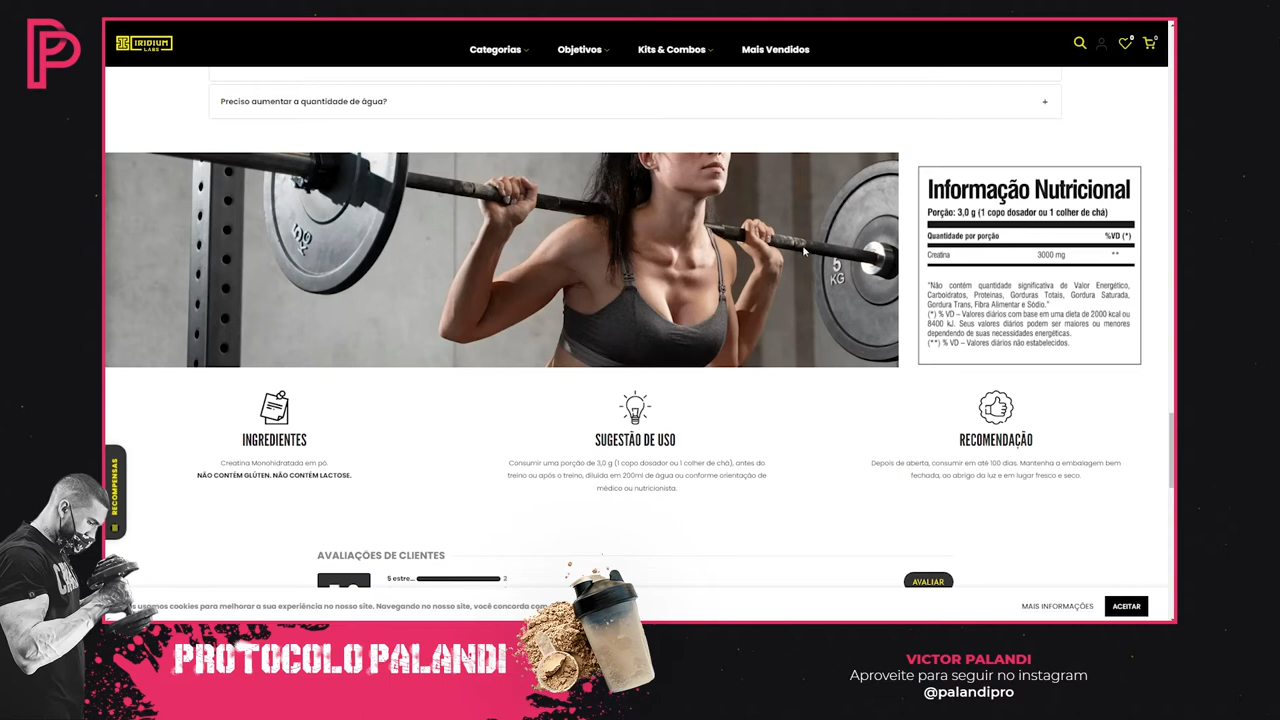 IRIDIUM
LABS
Categorias
Objetivos
Kits & Combos
Mais Vendidos
0
0
Preciso aumentar a quantidade de água?
+
5
KG
Informação Nutricional
Porção: 3,0 g (1 copo dosador ou 1 colher de chá)
Quantidade por porção %VD (*)
Creatina 3000 mg **
"Não contém quantidade significativa de Valor Energético,
Carboidratos, Proteínas, Gorduras Totais, Gordura Saturada,
Gordura Trans, Fibra Alimentar e Sódio."
(*) % VD – Valores diários com base em uma dieta de 2000 kcal ou
8400 kJ. Seus valores diários podem ser maiores ou menores
dependendo de suas necessidades energéticas.
(**) % VD – Valores diários não estabelecidos.
INGREDIENTES
Creatina Monohidratada em pó.
NÃO CONTÉM GLÚTEN. NÃO CONTÉM LACTOSE.
SUGESTÃO DE USO
Consumir uma porção de 3,0 g (1 copo dosador ou 1 colher de chá), antes do
treino ou após o treino, diluída em 200ml de água ou conforme orientação de
médico ou nutricionista.
RECOMENDAÇÃO
Depois de aberta, consumir em até 100 dias. Mantenha a embalagem bem
fechada, ao abrigo da luz e em lugar fresco e seco.
RECOMPENSAS
AVALIAÇÕES DE CLIENTES
5 estre... 2
AVALIAR
s usamos cookies para melhorar a sua experiência no nosso site. Navegando no nosso site, você concorda com
MAIS INFORMAÇÕES
ACEITAR
PROTOCOLO PALANDI
VICTOR PALANDI
Aproveite para seguir no instagram
@palandipro